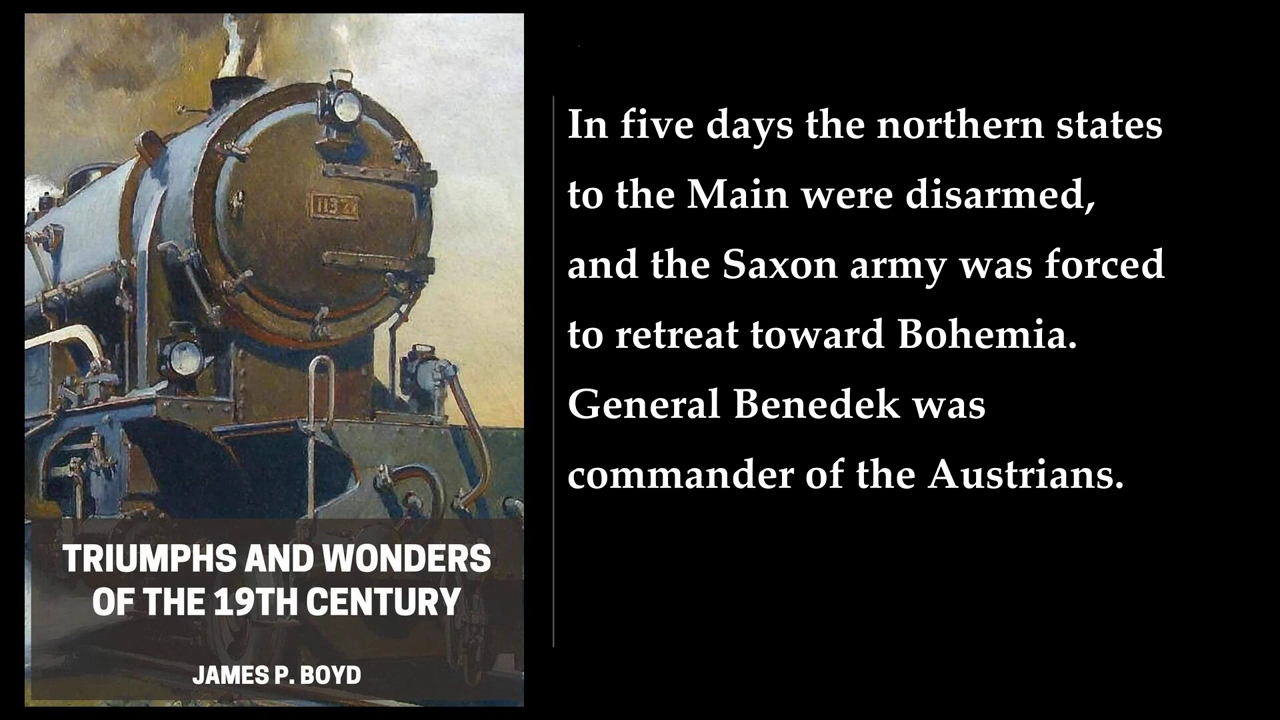 In five days the northern states
to the Main were disarmed,
and the Saxon army was forced
to retreat toward Bohemia.
General Benedek was
commander of the Austrians.
TRIUMPHS AND WONDERS
OF THE 19TH CENTURY
JAMES P. BOYD